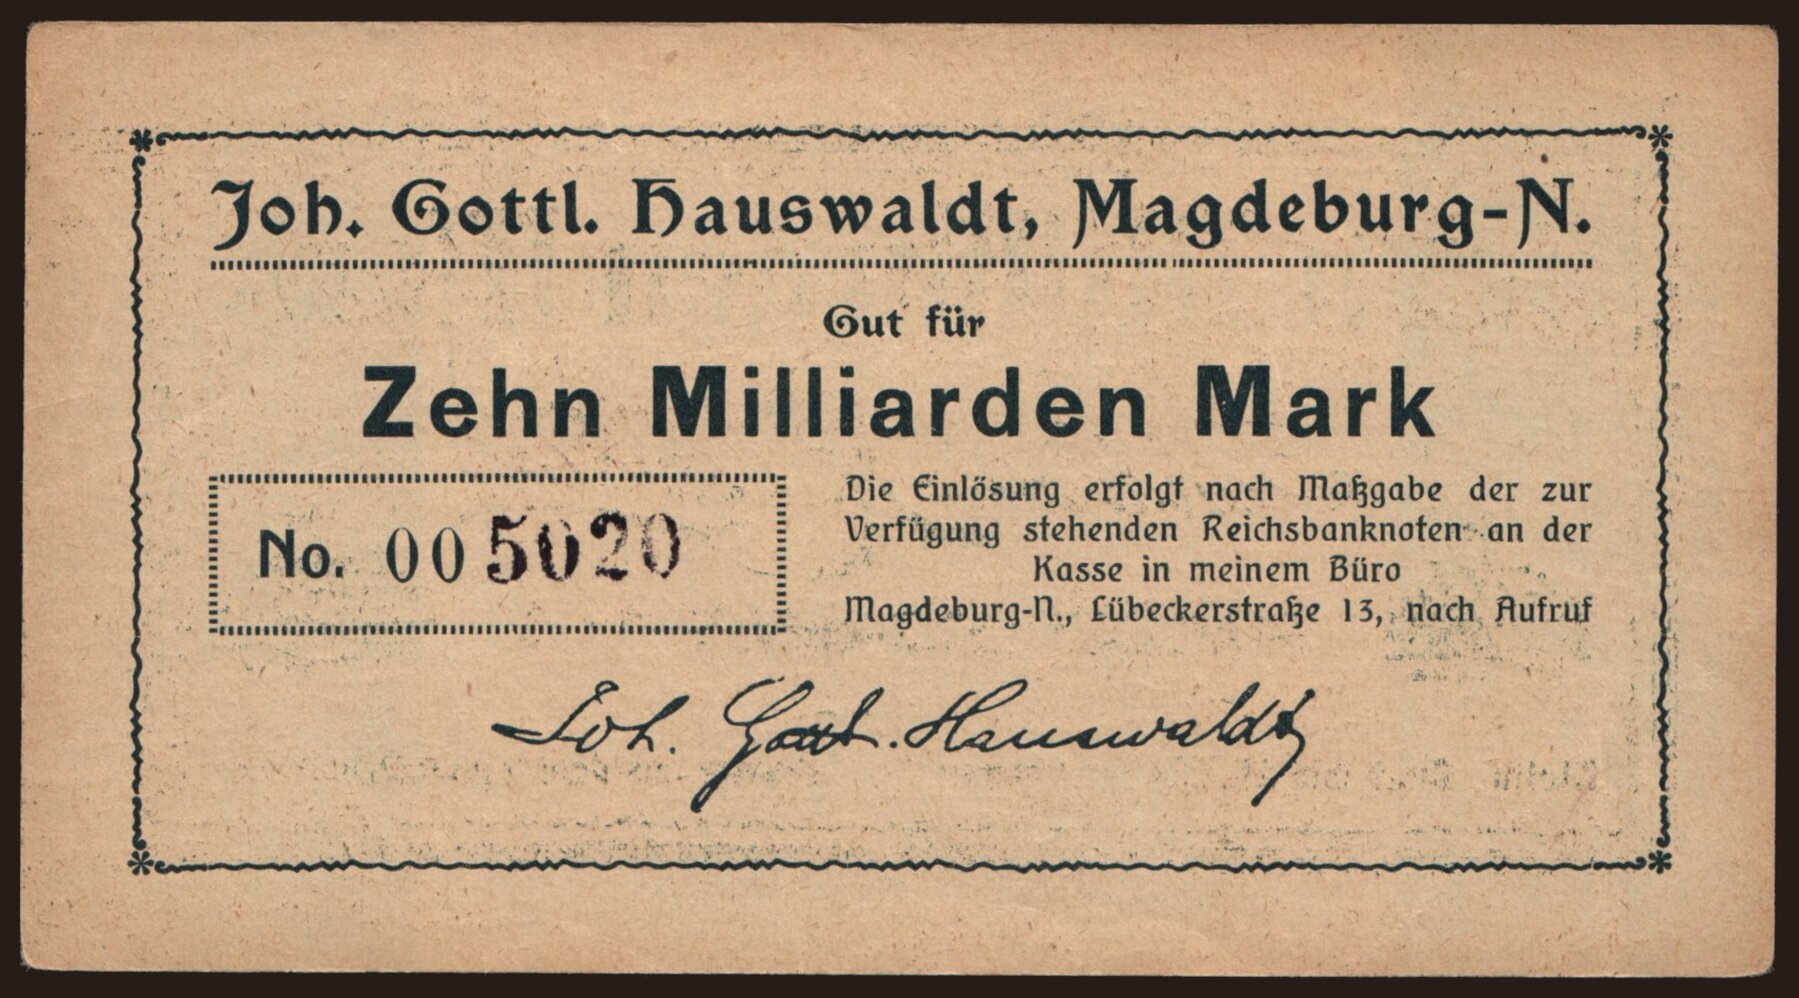 Joh. Gottl. Hauswaldt, Magdeburg-N.
Gut für
Zehn Milliarden Mark
No. 005020
Die Einlösung erfolgt nach Maßgabe der zur
Verfügung stehenden Reichsbanknoten an der
Kasse in meinem Büro
Magdeburg-N., Lübeckerstraße 13, nach Aufruf
Joh. Gottl. Hauswaldt